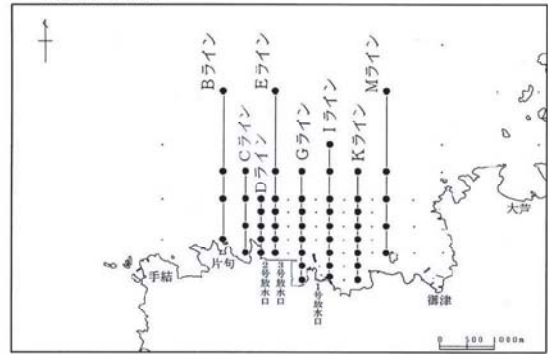 Bライン
Cライン
Dライン
Eライン
Gライン
Iライン
Kライン
Mライン
大芦
手結
片句
2号放水口
3号放水口
1号放水口
御津
0 500 1000m